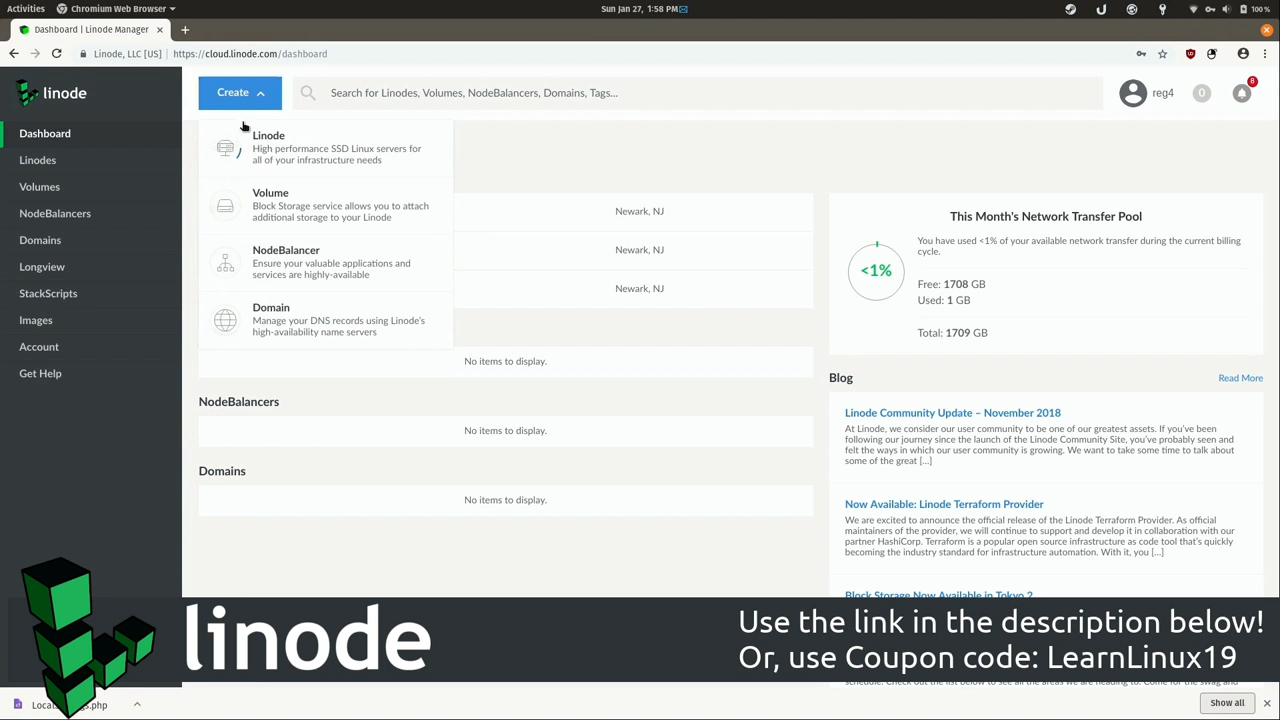 Activities
Chromium Web Browser
Sun Jan 27, 1:58 PM
100 %
Dashboard | Linode Manager
Linode, LLC [US]
https://cloud.linode.com/dashboard
linode
Create
Search for Linodes, Volumes, NodeBalancers, Domains, Tags...
reg4
0
8
Dashboard
Linodes
Volumes
NodeBalancers
Domains
Longview
StackScripts
Images
Account
Get Help
Linode
High performance SSD Linux servers for
all of your infrastructure needs
Volume
Block Storage service allows you to attach
additional storage to your Linode
NodeBalancer
Ensure your valuable applications and
services are highly-available
Domain
Manage your DNS records using Linode's
high-availability name servers
Newark, NJ
Newark, NJ
Newark, NJ
No items to display.
NodeBalancers
No items to display.
Domains
No items to display.
This Month's Network Transfer Pool
<1%
You have used <1% of your available network transfer during the current billing
cycle.
Free: 1708 GB
Used: 1 GB
Total: 1709 GB
Blog
Read More
Linode Community Update – November 2018
At Linode, we consider our user community to be one of our greatest assets. If you've been
following our journey since the launch of the Linode Community Site, you've probably seen and
felt the ways in which our user community is growing. We want to take some time to talk about
some of the great [...]
Now Available: Linode Terraform Provider
We are excited to announce the official release of the Linode Terraform Provider. As official
maintainers of the provider, we will continue to support and develop it in collaboration with our
partner HashiCorp. Terraform is a popular open source infrastructure as code tool that's quickly
becoming the industry standard for infrastructure automation. With it, you [...]
Block Storage Now Available in Tokyo 2
linode
Use the link in the description below!
Or, use Coupon code: LearnLinux19
Show all